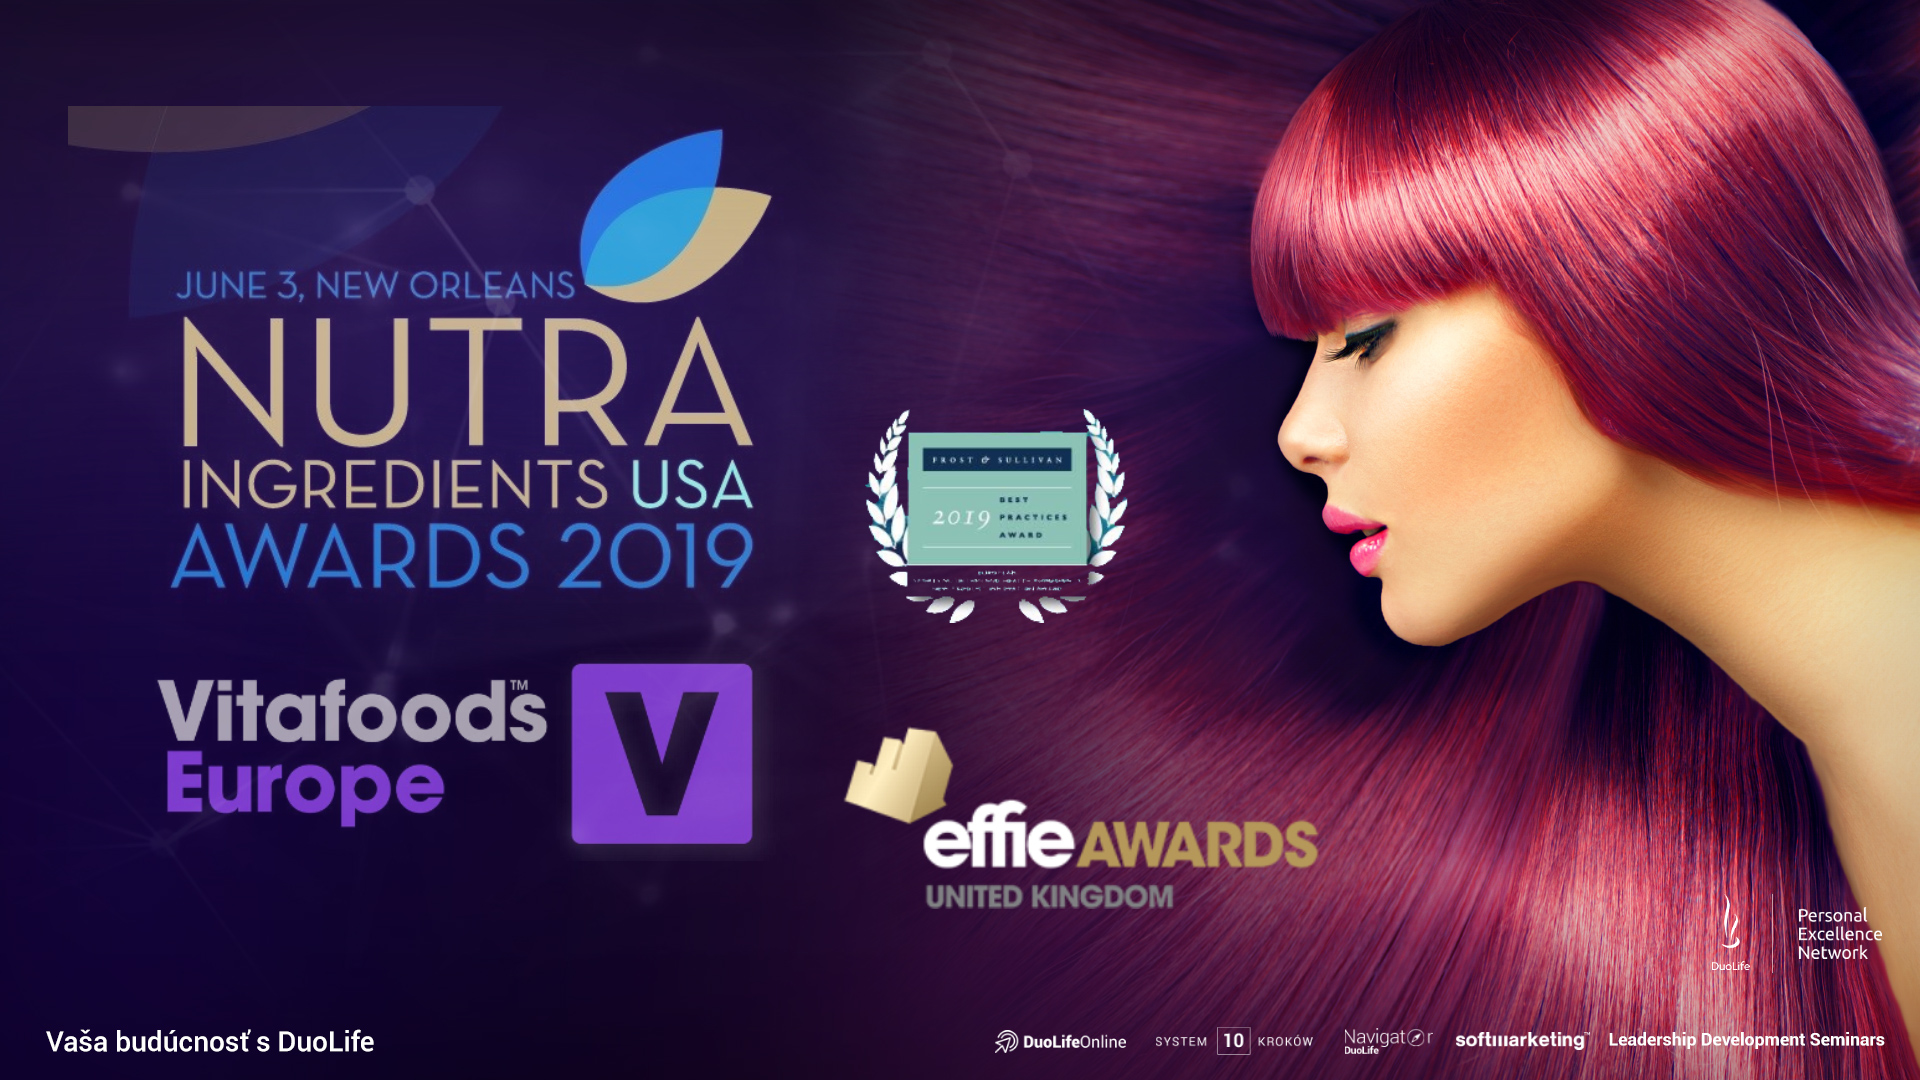 JUNE 3, NEW ORLEANS
NUTRA
INGREDIENTS USA
AWARDS 2019
FROST & SULLIVAN
2019 BEST
PRACTICES
AWARD
Vitafoods™
Europe
V
effie AWARDS
UNITED KINGDOM
DuoLife
Personal
Excellence
Network
Vaša budúcnosť s DuoLife
DuoLifeOnline
SYSTEM 10 KROKÓW
Navigator
DuoLife
softmarketing™
Leadership Development Seminars